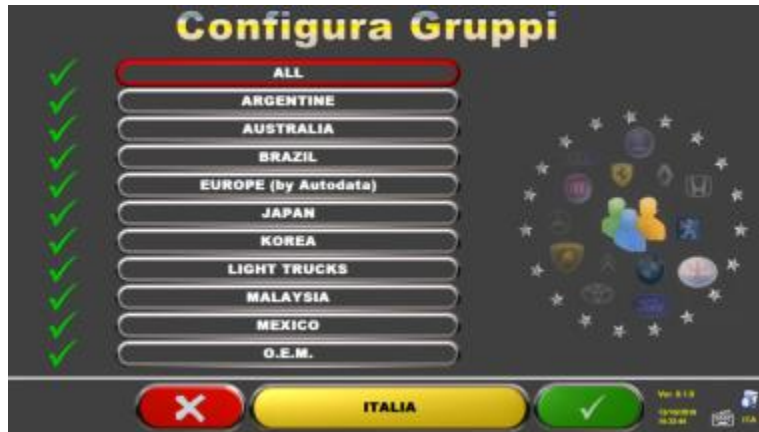 Configura Gruppi
ALL
ARGENTINE
AUSTRALIA
BRAZIL
EUROPE (by Autodata)
JAPAN
KOREA
LIGHT TRUCKS
MALAYSIA
MEXICO
O.E.M.
ITALIA
ITA